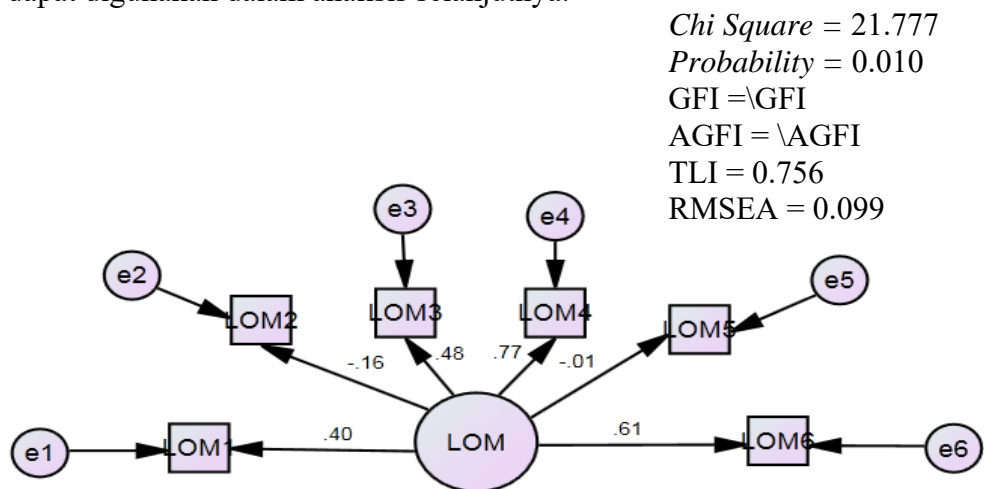 dapat digunakan dalam analisis selanjutnya.
Chi Square = 21.777
Probability = 0.010
GFI =\GFI
AGFI = \AGFI
TLI = 0.756
RMSEA = 0.099
e3
e4
e2
e5
LOM2
LOM3
LOM4
LOM5
-.16
.48
.77
-.01
e1
LOM1
.40
LOM
.61
LOM6
e6